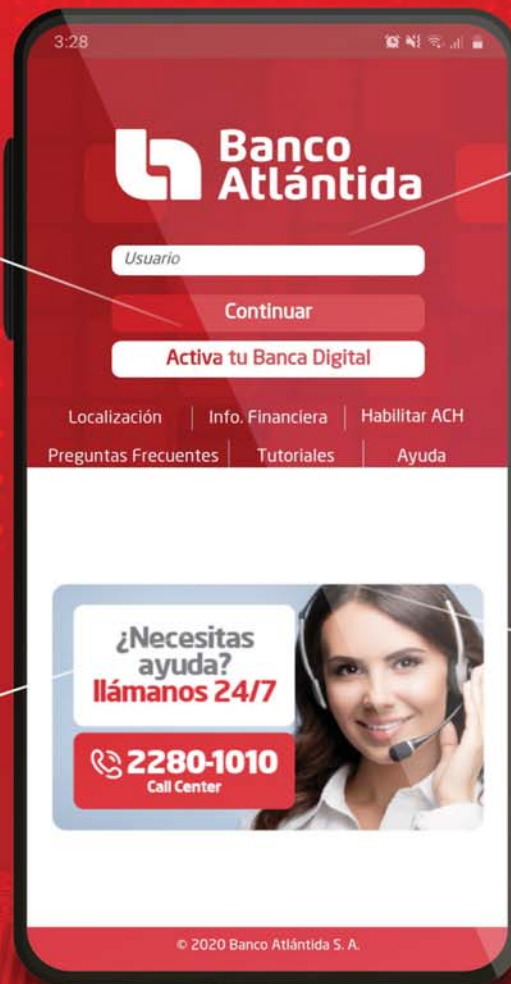 3:28
Banco
Atlántida
Usuario
Continuar
Activa tu Banca Digital
Localización | Info. Financiera | Habilitar ACH
Preguntas Frecuentes | Tutoriales | Ayuda
¿Necesitas
ayuda?
llámanos 24/7
2280-1010
Call Center
© 2020 Banco Atlántida S. A.